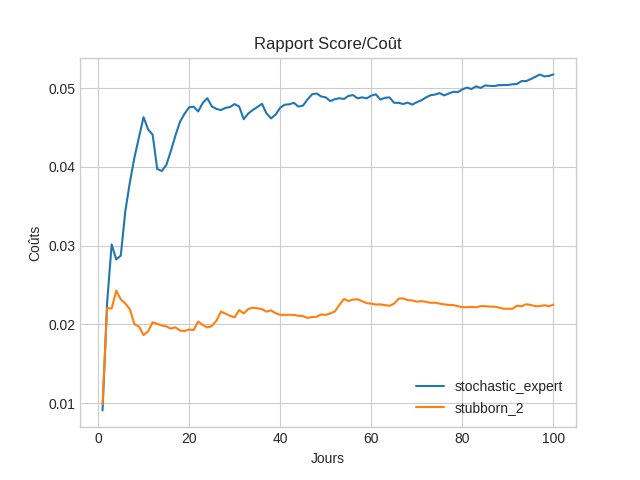 Rapport Score/Coût
Coûts
0.05
0.04
0.03
0.02
0.01
stochastic_expert
stubborn_2
0 20 40 60 80 100
Jours